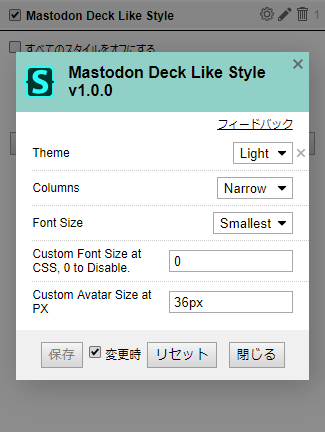 Mastodon Deck Like Style 1
すべてのスタイルをオフにする
S
Mastodon Deck Like Style
v1.0.0
フィードバック
Theme Light
Columns Narrow
Font Size Smallest
Custom Font Size at
CSS, 0 to Disable. 0
Custom Avatar Size at
PX 36px
保存 変更時 リセット 閉じる